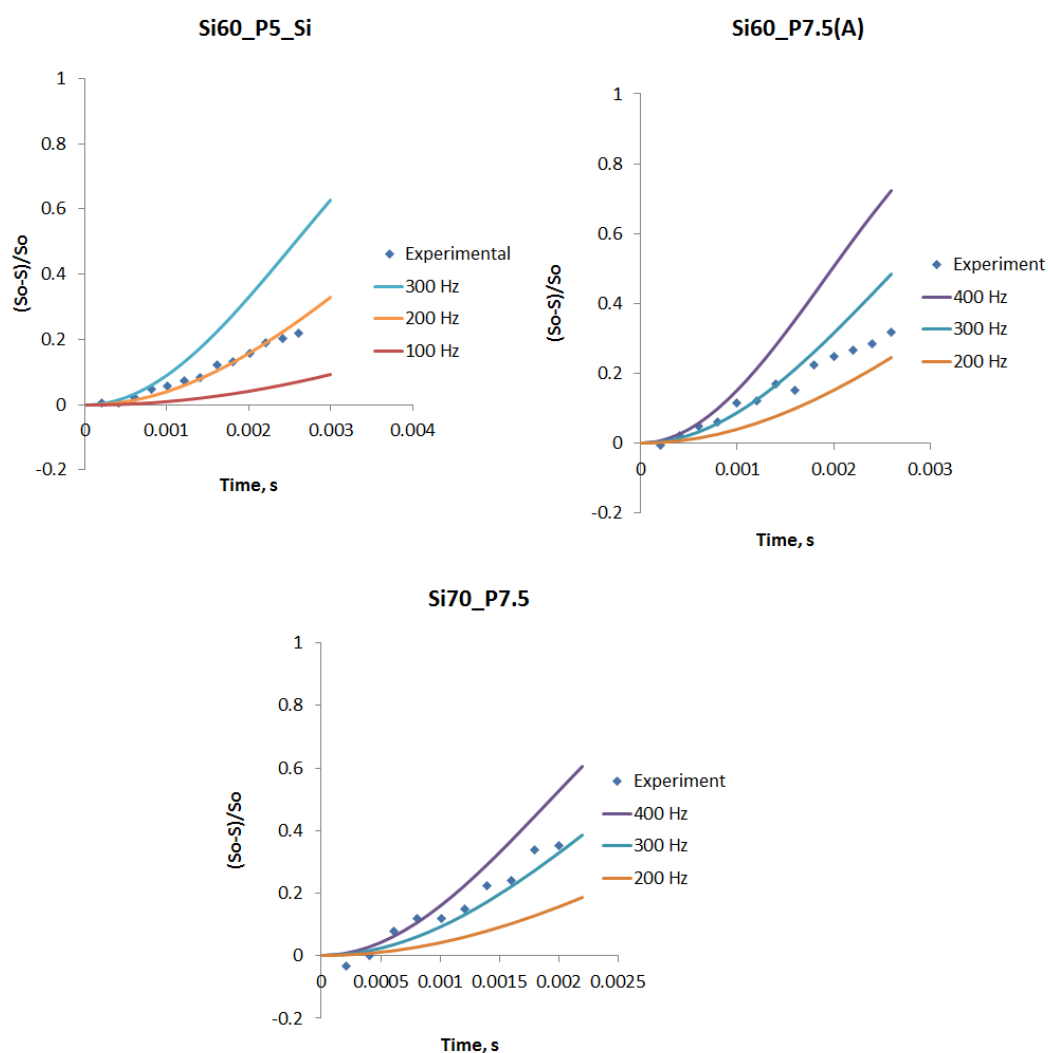 Si60_P5_Si
1
0.8
0.6
0.4
0.2
0
-0.2
0
0.001
0.002
0.003
0.004
(So-S)/So
Time, s
Experimental
300 Hz
200 Hz
100 Hz
Si60_P7.5(A)
1
0.8
0.6
0.4
0.2
0
-0.2
0
0.001
0.002
0.003
(So-S)/So
Time, s
Experiment
400 Hz
300 Hz
200 Hz
Si70_P7.5
1
0.8
0.6
0.4
0.2
0
-0.2
0
0.0005
0.001
0.0015
0.002
0.0025
(So-S)/So
Time, s
Experiment
400 Hz
300 Hz
200 Hz